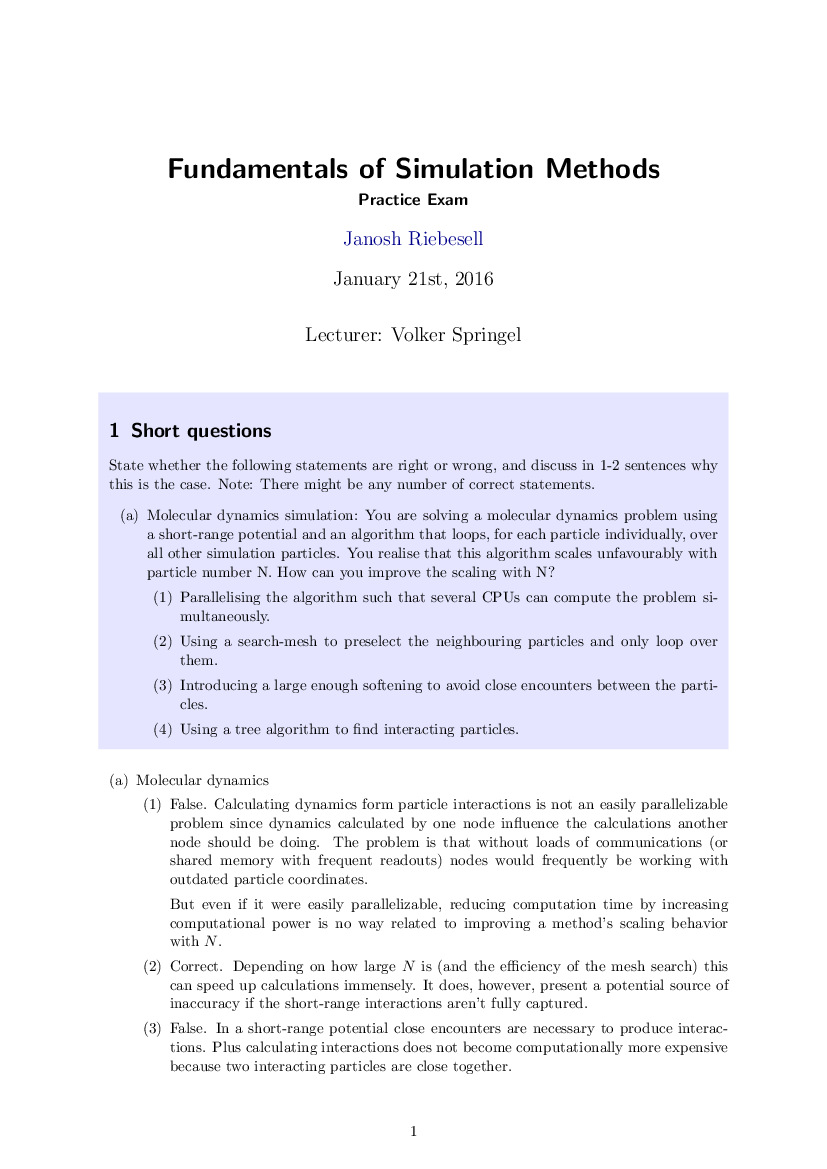 Fundamentals of Simulation Methods
Practice Exam
Janosh Riebesell
January 21st, 2016
Lecturer: Volker Springel
1 Short questions
State whether the following statements are right or wrong, and discuss in 1-2 sentences why
this is the case. Note: There might be any number of correct statements.
(a) Molecular dynamics simulation: You are solving a molecular dynamics problem using
a short-range potential and an algorithm that loops, for each particle individually, over
all other simulation particles. You realise that this algorithm scales unfavourably with
particle number N. How can you improve the scaling with N?
(1) Parallelising the algorithm such that several CPUs can compute the problem si-
multaneously.
(2) Using a search-mesh to preselect the neighbouring particles and only loop over
them.
(3) Introducing a large enough softening to avoid close encounters between the parti-
cles.
(4) Using a tree algorithm to find interacting particles.
(a) Molecular dynamics
(1) False. Calculating dynamics form particle interactions is not an easily parallelizable
problem since dynamics calculated by one node influence the calculations another
node should be doing. The problem is that without loads of communications (or
shared memory with frequent readouts) nodes would frequently be working with
outdated particle coordinates.
But even if it were easily parallelizable, reducing computation time by increasing
computational power is no way related to improving a method's scaling behavior
with N.
(2) Correct. Depending on how large N is (and the efficiency of the mesh search) this
can speed up calculations immensely. It does, however, present a potential source of
inaccuracy if the short-range interactions aren't fully captured.
(3) False. In a short-range potential close encounters are necessary to produce interac-
tions. Plus calculating interactions does not become computationally more expensive
because two interacting particles are close together.
1